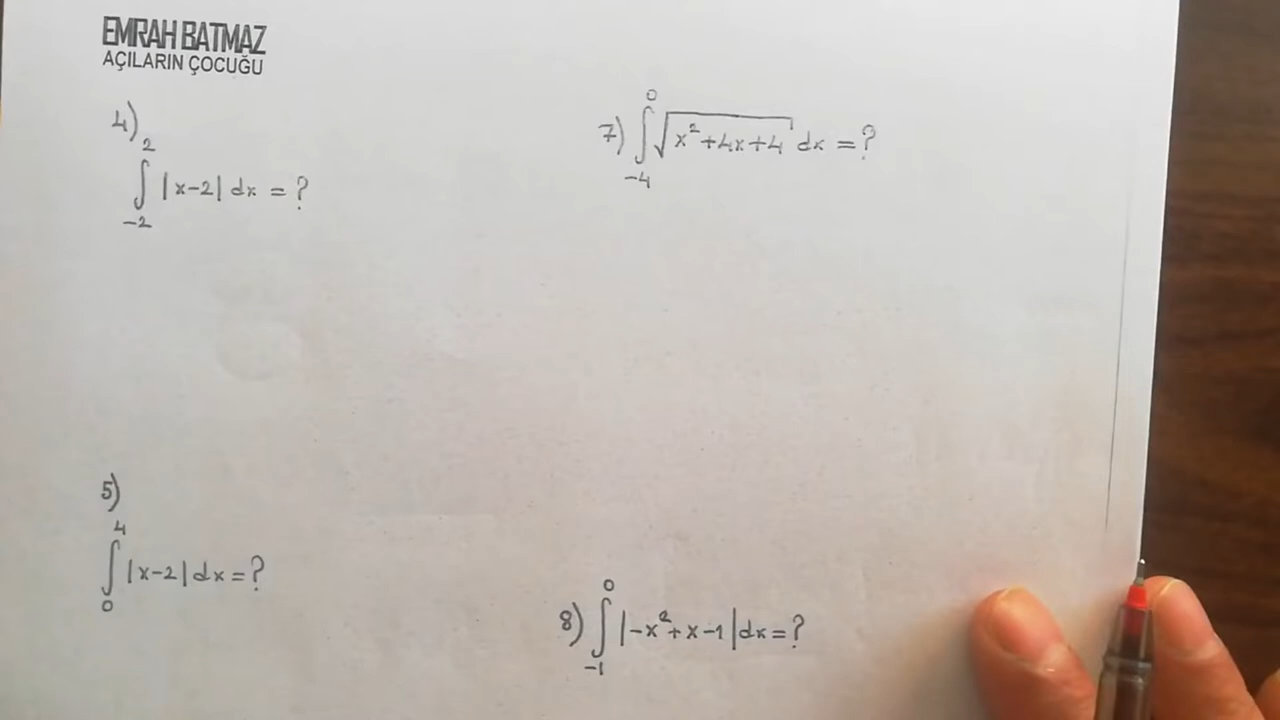 EMRAH BATMAZ
AÇILARIN ÇOCUĞU
4)
∫_{-2}^{2} |x-2| dx = ?
5)
∫_{0}^{4} |x-2| dx = ?
7) ∫_{-4}^{0} √(x²+4x+4) dx = ?
8) ∫_{-1}^{0} |-x²+x-1| dx = ?